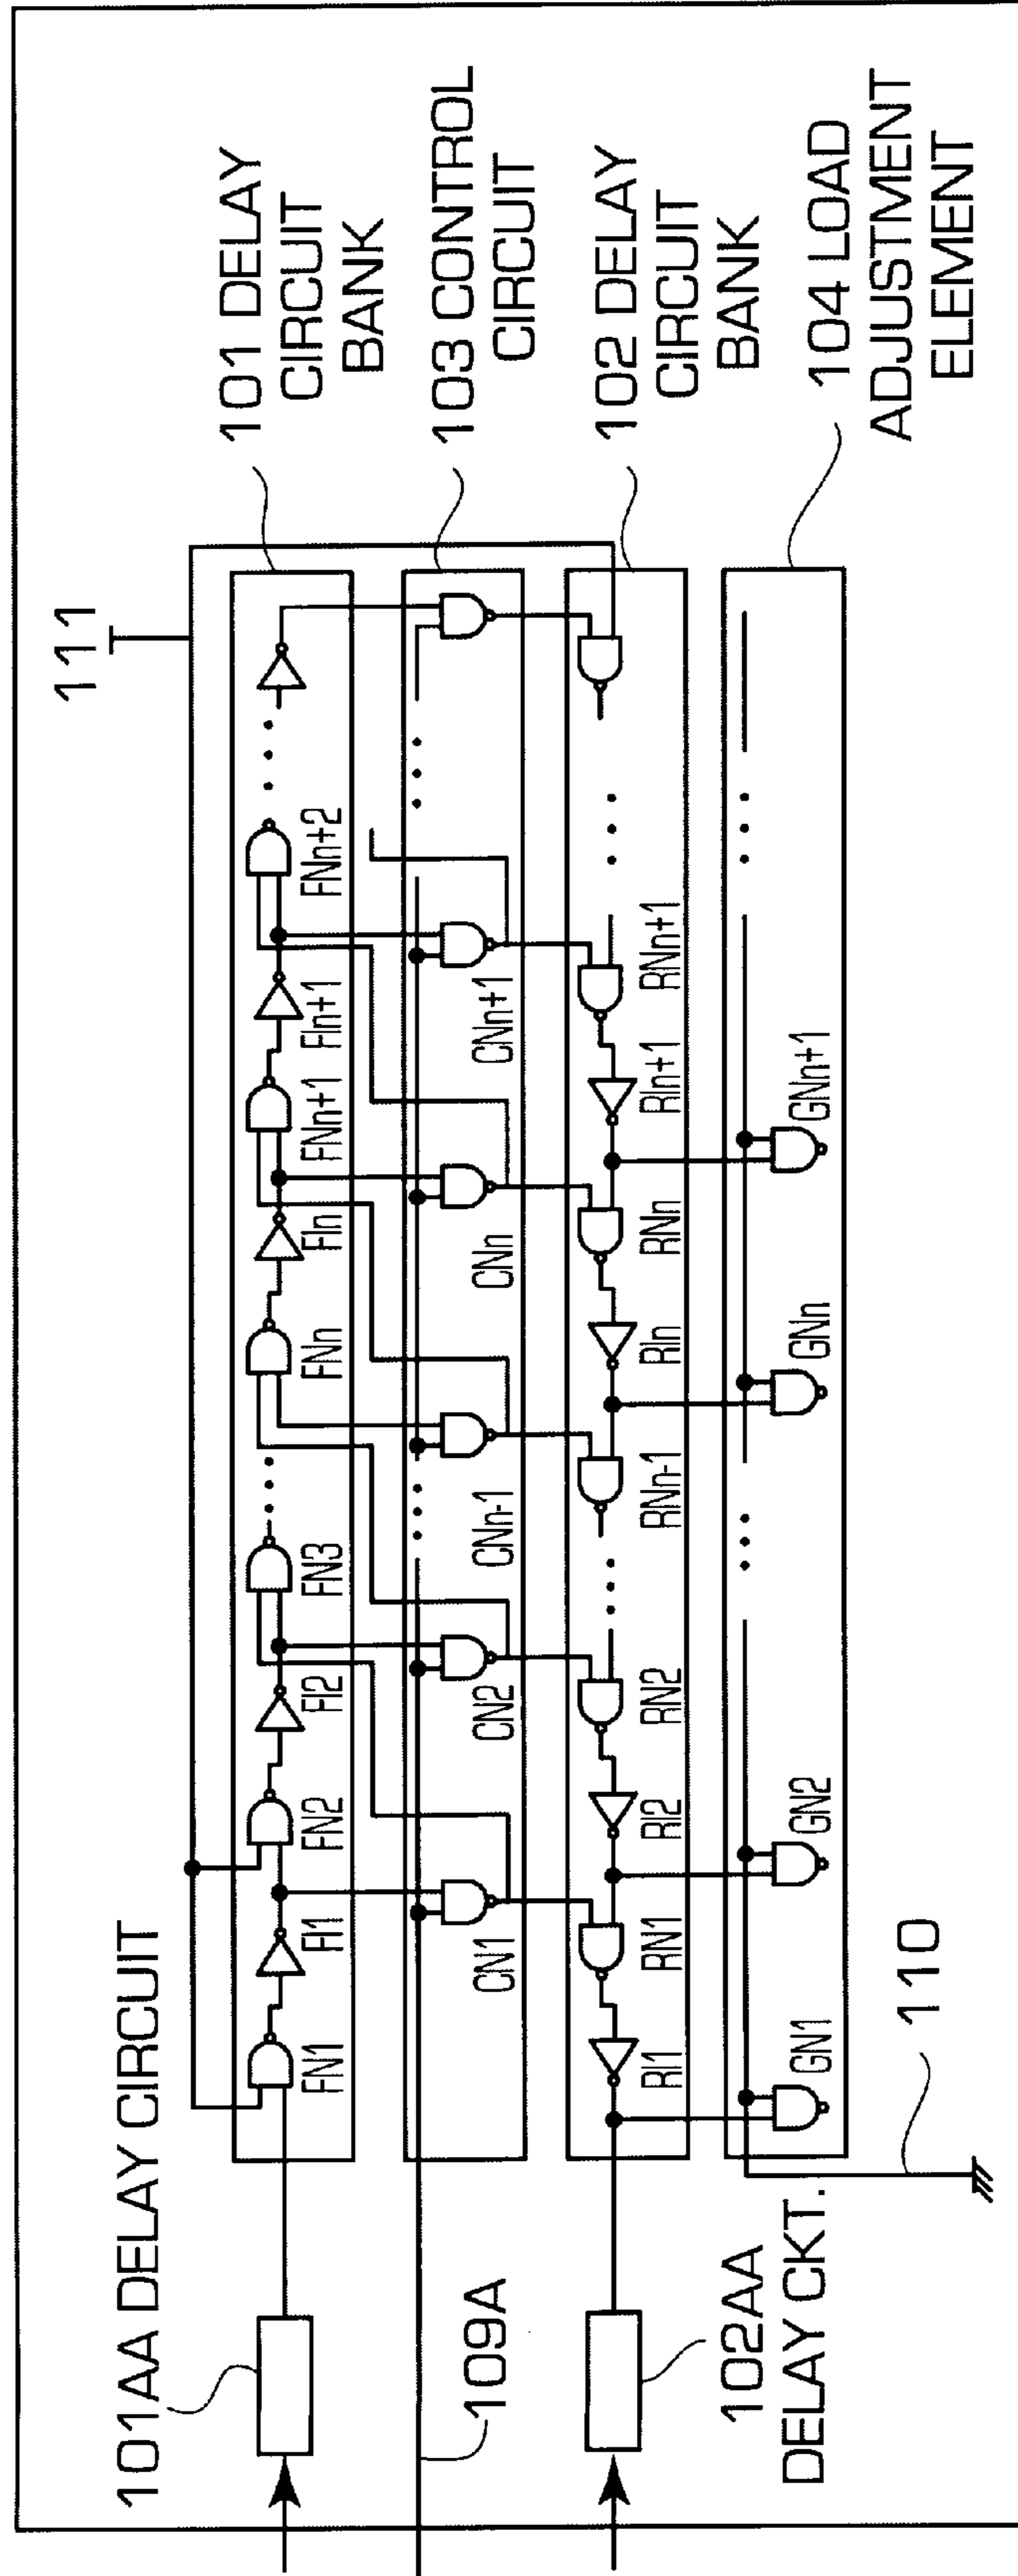 111
101 DELAY
CIRCUIT
BANK
103 CONTROL
CIRCUIT
102 DELAY
CIRCUIT
BANK
104 LOAD
ADJUSTMENT
ELEMENT
101AA DELAY CIRCUIT
FN1
FI1
FN2
FI2
FN3
FNn
FIn
FNn+1
FIn+1
FNn+2
109A
CN1
CN2
CNn-1
CNn
CNn+1
102AA
DELAY CKT.
RI1
RN1
RI2
RN2
RNn-1
RIn
RNn
RIn+1
RNn+1
GN1
GN2
GNn
GNn+1
110